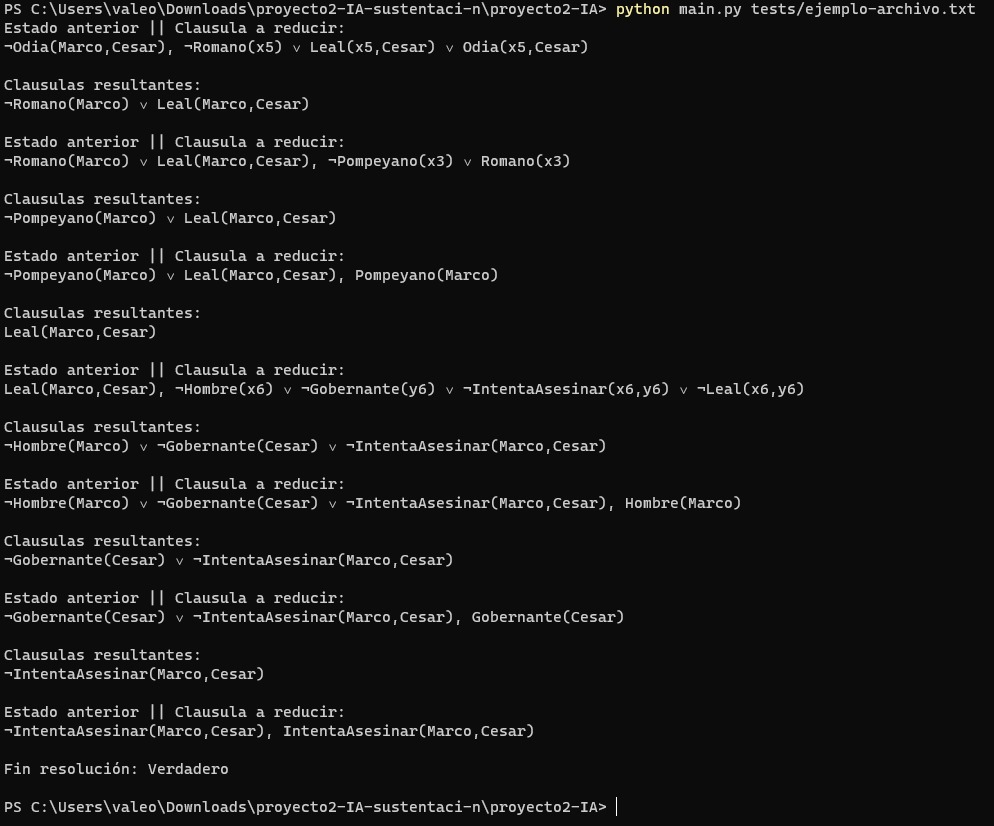 PS C:\Users\valeo\Downloads\proyecto2-IA-sustentaci-n\proyecto2-IA> python main.py tests/ejemplo-archivo.txt
Estado anterior || Clausula a reducir:
¬Odia(Marco,Cesar), ¬Romano(x5) ∨ Leal(x5,Cesar) ∨ Odia(x5,Cesar)
Clausulas resultantes:
¬Romano(Marco) ∨ Leal(Marco,Cesar)
Estado anterior || Clausula a reducir:
¬Romano(Marco) ∨ Leal(Marco,Cesar), ¬Pompeyano(x3) ∨ Romano(x3)
Clausulas resultantes:
¬Pompeyano(Marco) ∨ Leal(Marco,Cesar)
Estado anterior || Clausula a reducir:
¬Pompeyano(Marco) ∨ Leal(Marco,Cesar), Pompeyano(Marco)
Clausulas resultantes:
Leal(Marco,Cesar)
Estado anterior || Clausula a reducir:
Leal(Marco,Cesar), ¬Hombre(x6) ∨ ¬Gobernante(y6) ∨ ¬IntentaAsesinar(x6,y6) ∨ ¬Leal(x6,y6)
Clausulas resultantes:
¬Hombre(Marco) ∨ ¬Gobernante(Cesar) ∨ ¬IntentaAsesinar(Marco,Cesar)
Estado anterior || Clausula a reducir:
¬Hombre(Marco) ∨ ¬Gobernante(Cesar) ∨ ¬IntentaAsesinar(Marco,Cesar), Hombre(Marco)
Clausulas resultantes:
¬Gobernante(Cesar) ∨ ¬IntentaAsesinar(Marco,Cesar)
Estado anterior || Clausula a reducir:
¬Gobernante(Cesar) ∨ ¬IntentaAsesinar(Marco,Cesar), Gobernante(Cesar)
Clausulas resultantes:
¬IntentaAsesinar(Marco,Cesar)
Estado anterior || Clausula a reducir:
¬IntentaAsesinar(Marco,Cesar), IntentaAsesinar(Marco,Cesar)
Fin resolución: Verdadero
PS C:\Users\valeo\Downloads\proyecto2-IA-sustentaci-n\proyecto2-IA>